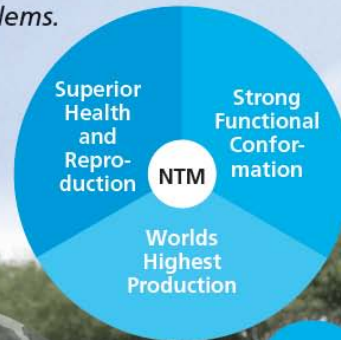 lems.
Superior
Health
and
Repro-
duction
Strong
Functional
Confor-
mation
NTM
Worlds
Highest
Production